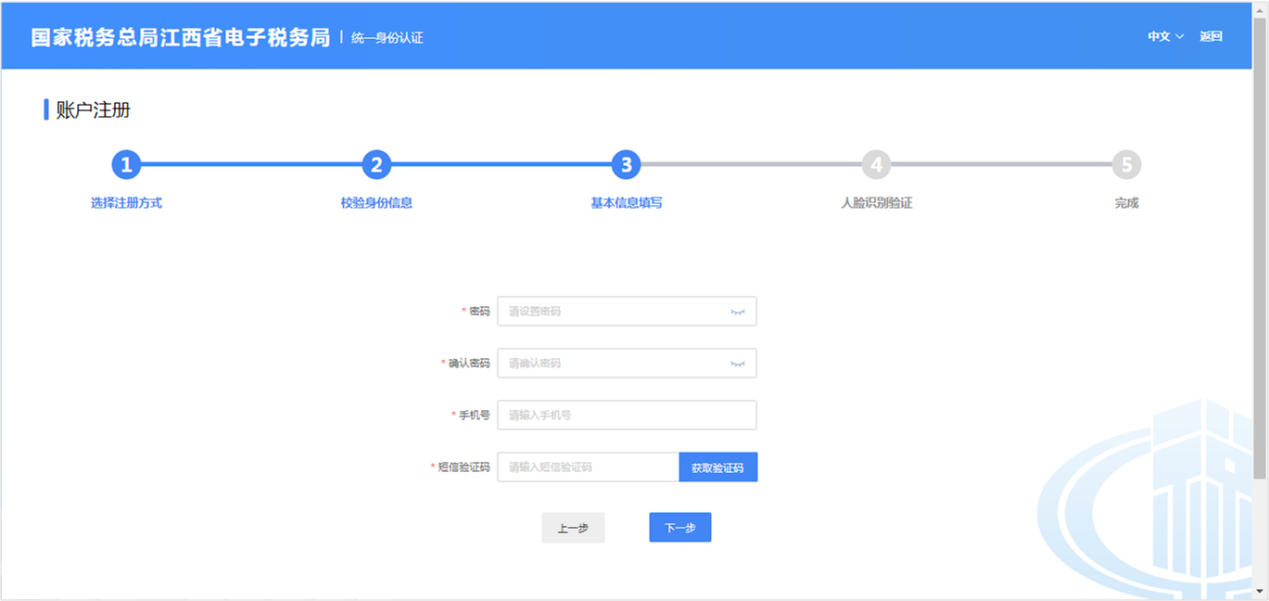 国家税务总局江西省电子税务局 | 统一身份认证 中文 返回
账户注册
1 2 3 4 5
选择注册方式 校验身份信息 基本信息填写 人脸识别验证 完成
* 密码 请设置密码
* 确认密码 请确认密码
* 手机号 请输入手机号
* 短信验证码 请输入短信验证码 获取验证码
上一步 下一步